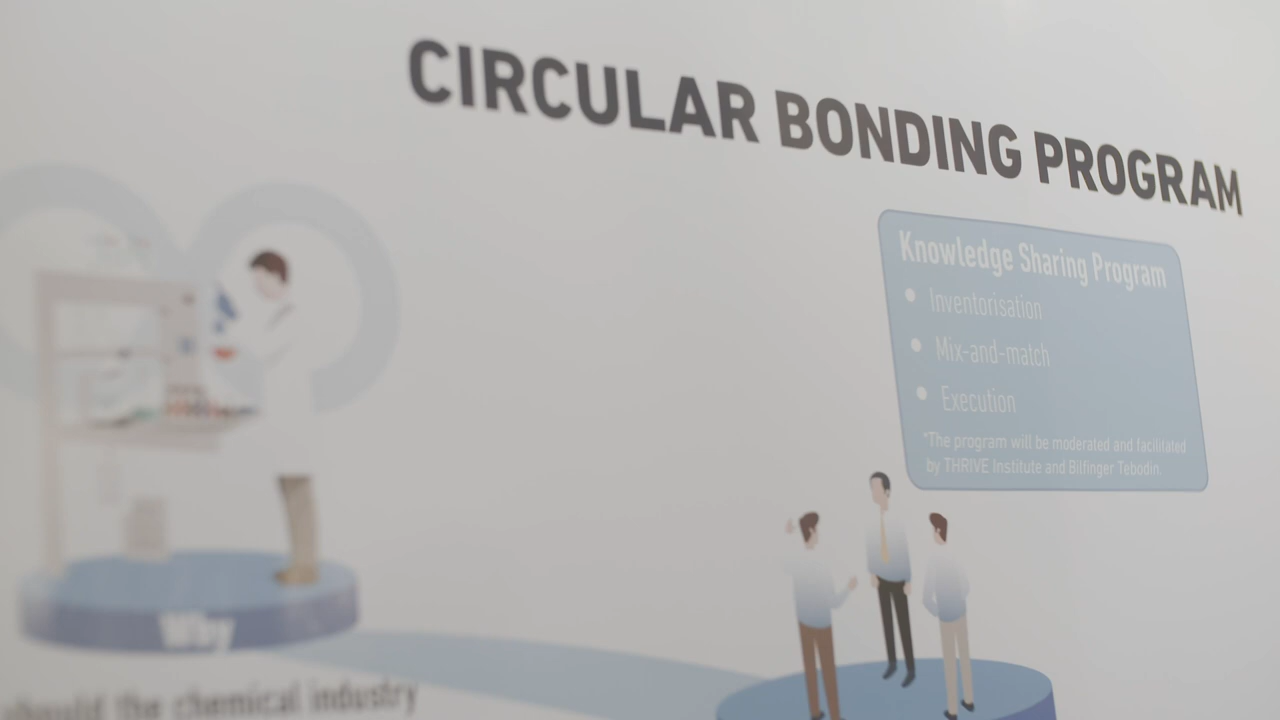 CIRCULAR BONDING PROGRAM
Knowledge Sharing Program
• Inventorisation
• Mix-and-match
• Execution
*The program will be moderated and facilitated
by THRIVE Institute and Bilfinger Tebodin.
Why
should the chemical industry